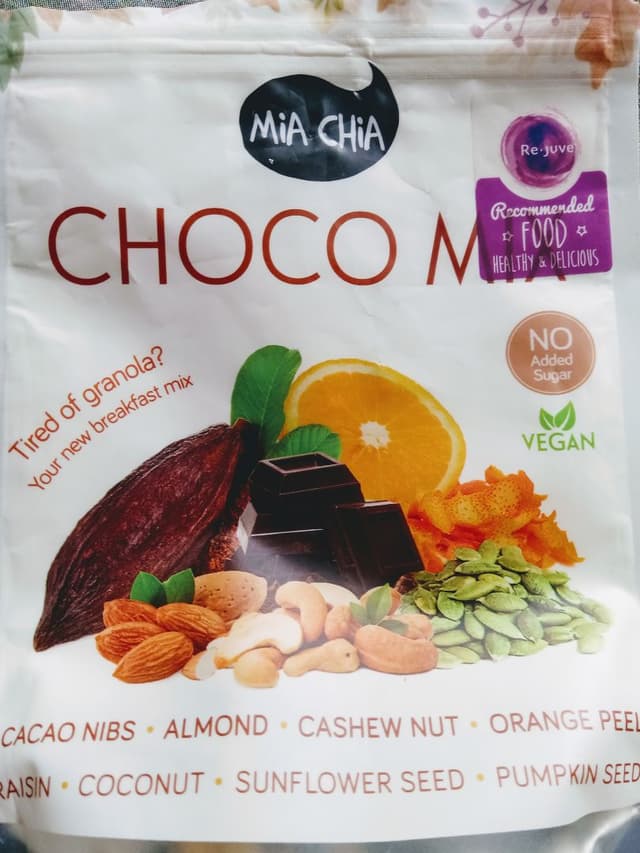 MiA CHiA
Re·juve
CHOCO
Recommended
FOOD
HEALTHY & DELICIOUS
NO
Added
Sugar
VEGAN
Tired of granola?
Your new breakfast mix
CACAO NIBS • ALMOND • CASHEW NUT • ORANGE PEEL
RAISIN • COCONUT • SUNFLOWER SEED • PUMPKIN SEED